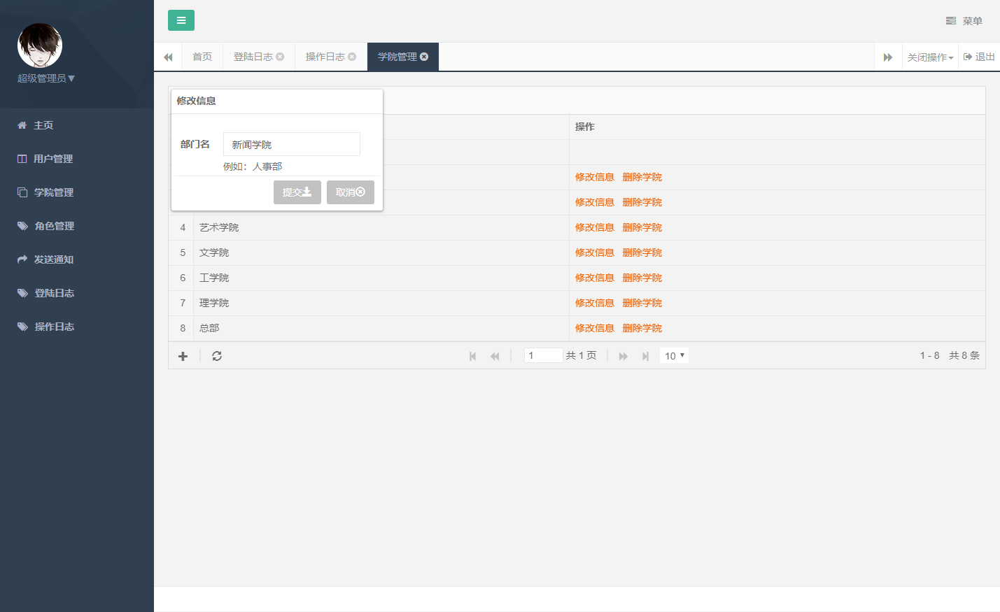 菜单
超级管理员▼
首页 登陆日志 操作日志 学院管理 关闭操作 退出
主页
用户管理
学院管理
角色管理
发送通知
登陆日志
操作日志
修改信息
部门名 新闻学院
例如：人事部
提交 取消
操作
修改信息 删除学院
修改信息 删除学院
4 艺术学院 修改信息 删除学院
5 文学院 修改信息 删除学院
6 工学院 修改信息 删除学院
7 理学院 修改信息 删除学院
8 总部 修改信息 删除学院
1 共 1 页 10 1 - 8 共 8 条